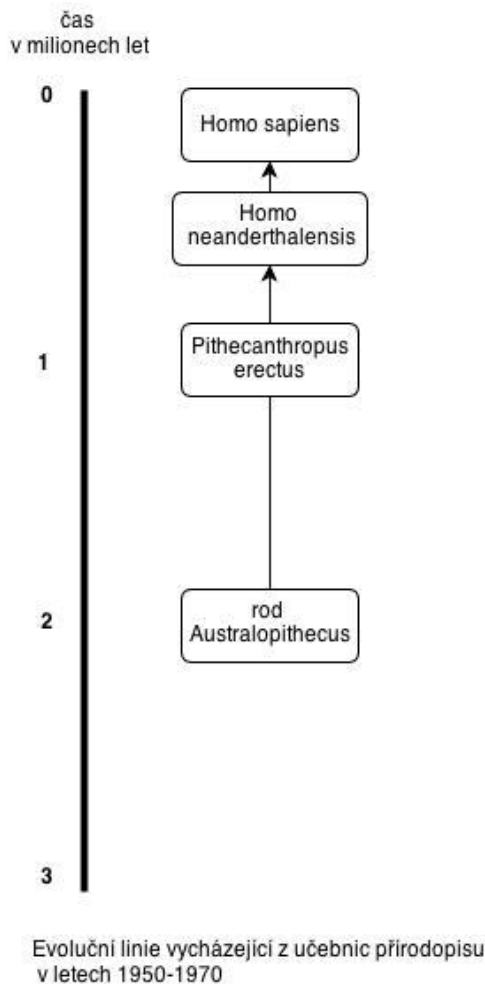 čas
v milionech let
0
Homo sapiens
Homo
neanderthalensis
Pithecanthropus
erectus
1
rod
Australopithecus
2
3
Evoluční linie vycházející z učebnic přírodopisu
v letech 1950-1970